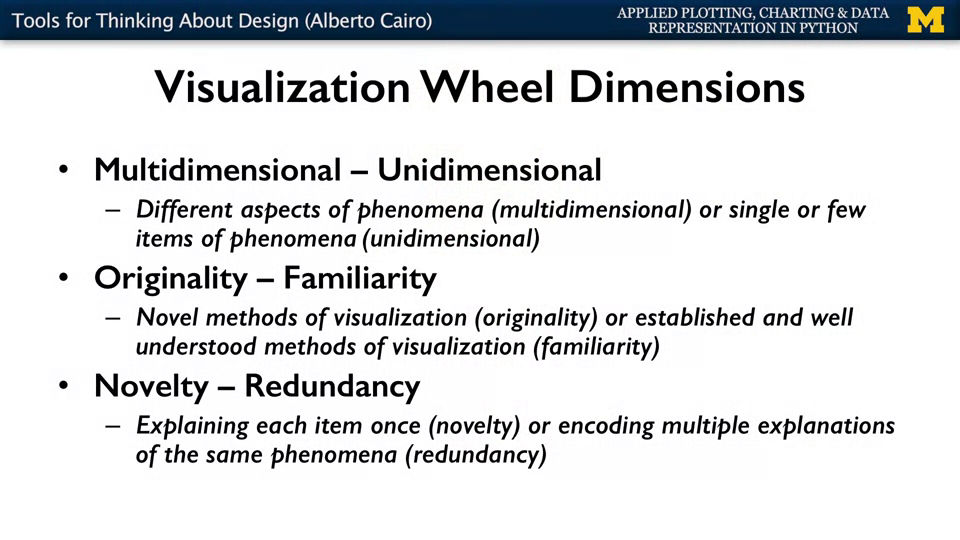 Tools for Thinking About Design (Alberto Cairo)
APPLIED PLOTTING, CHARTING & DATA
REPRESENTATION IN PYTHON
M
Visualization Wheel Dimensions
• Multidimensional – Unidimensional
– Different aspects of phenomena (multidimensional) or single or few
items of phenomena (unidimensional)
• Originality – Familiarity
– Novel methods of visualization (originality) or established and well
understood methods of visualization (familiarity)
• Novelty – Redundancy
– Explaining each item once (novelty) or encoding multiple explanations
of the same phenomena (redundancy)